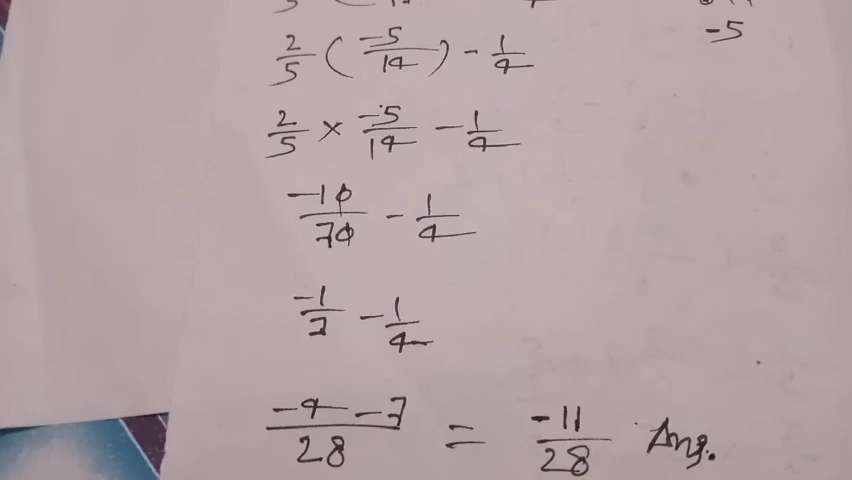 -5
2/5 (-5/14) - 1/4
2/5 × -5/14 - 1/4
-10/70 - 1/4
-1/7 - 1/4
-4-7/28 = -11/28 Ans.